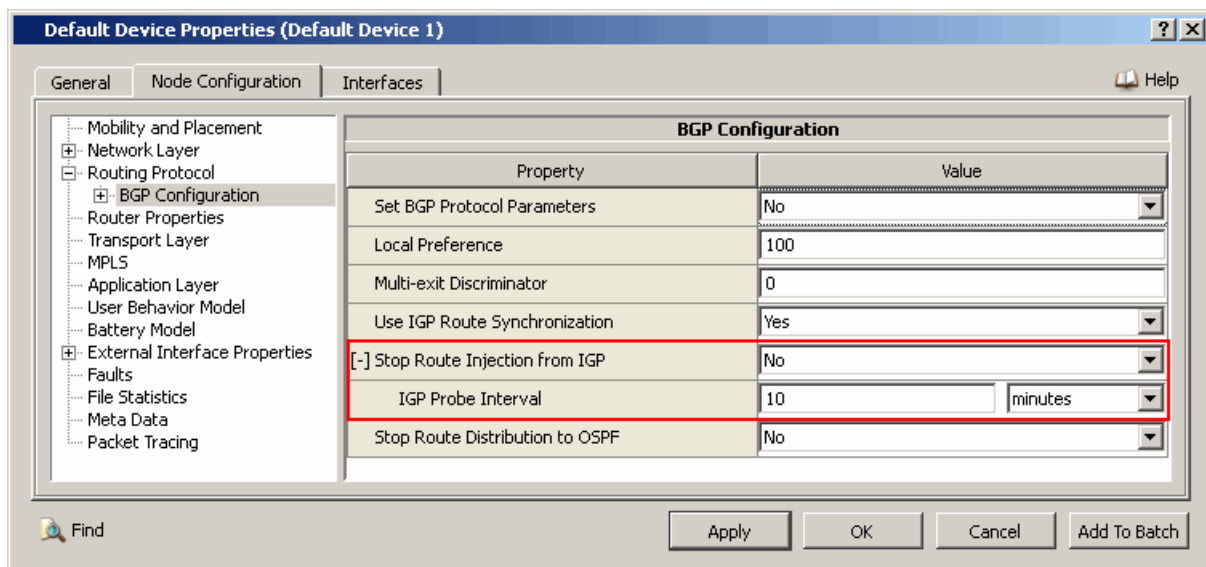 Default Device Properties (Default Device 1)
?
General
Node Configuration
Interfaces
Help
Mobility and Placement
Network Layer
Routing Protocol
BGP Configuration
Router Properties
Transport Layer
MPLS
Application Layer
User Behavior Model
Battery Model
External Interface Properties
Faults
File Statistics
Meta Data
Packet Tracing
BGP Configuration
Property Value
Set BGP Protocol Parameters No
Local Preference 100
Multi-exit Discriminator 0
Use IGP Route Synchronization Yes
[-] Stop Route Injection from IGP No
IGP Probe Interval 10 minutes
Stop Route Distribution to OSPF No
Find
Apply
OK
Cancel
Add To Batch